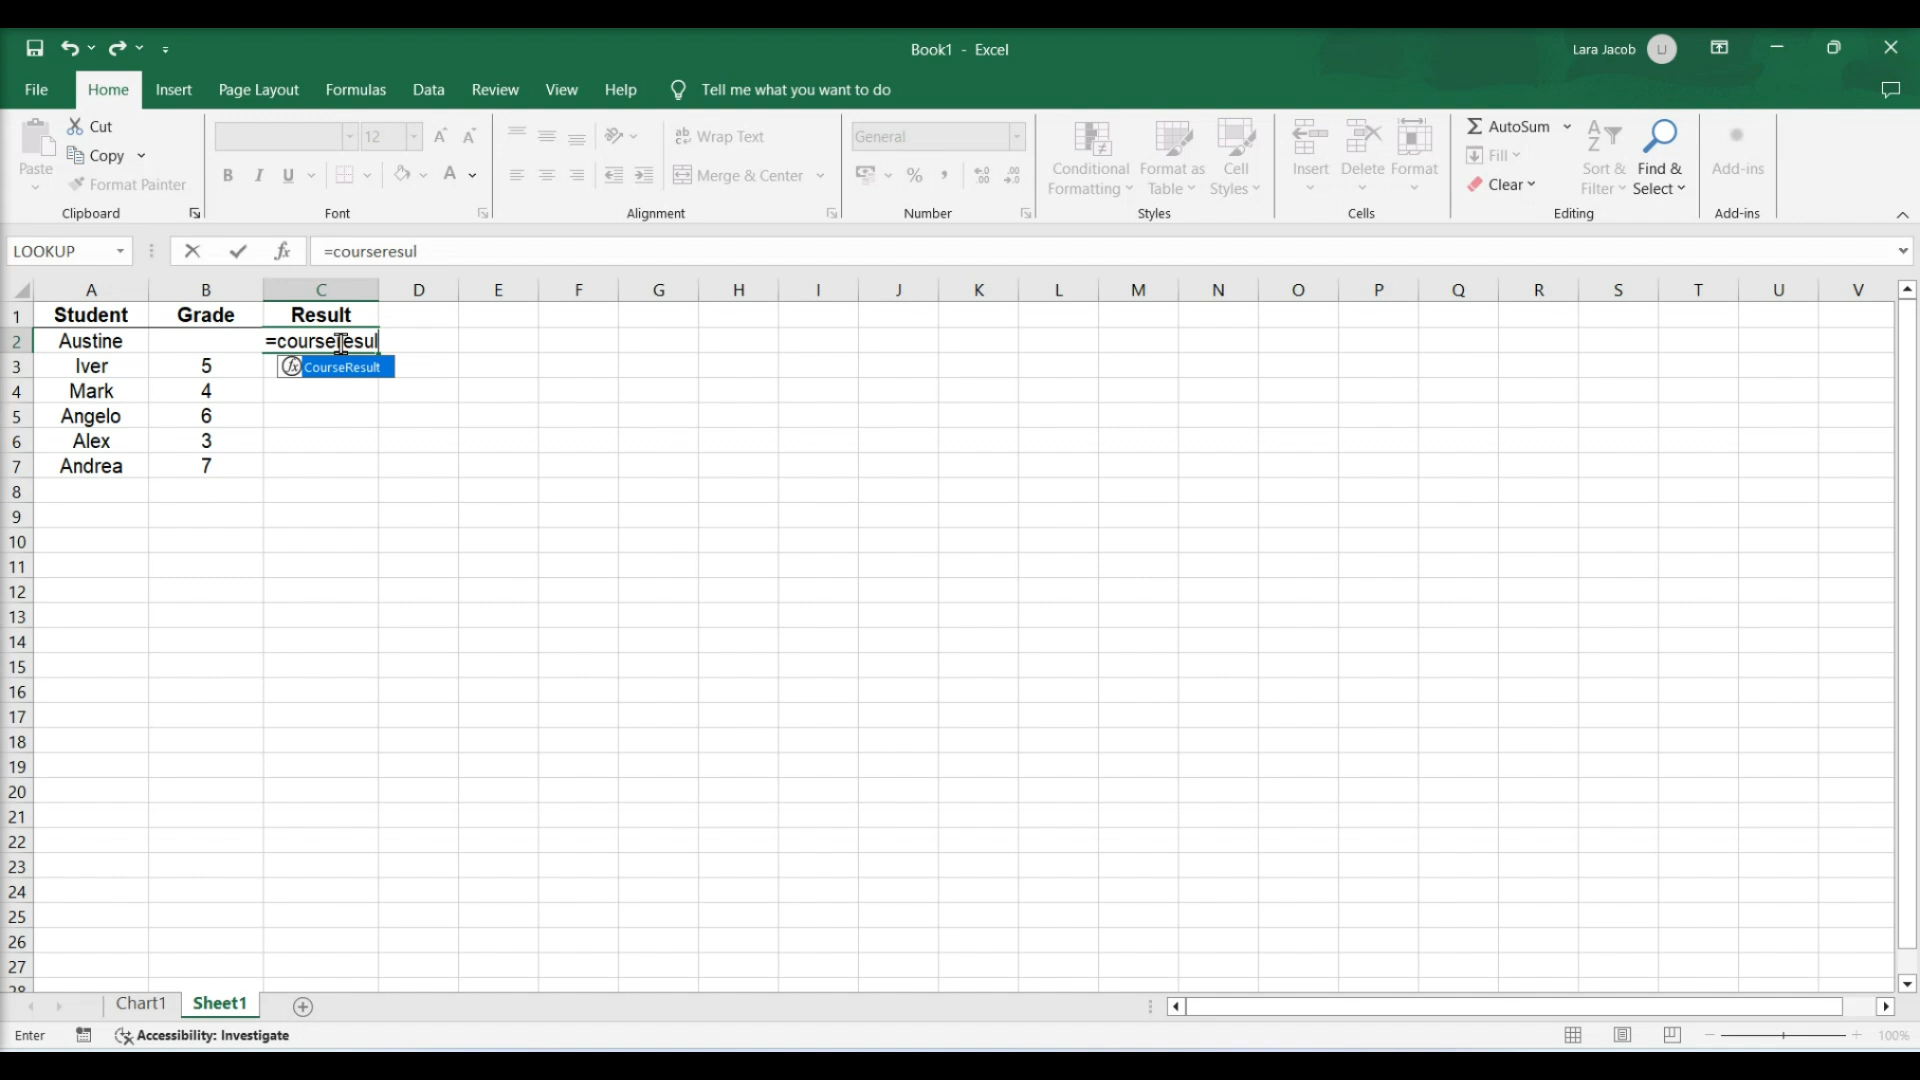 Book1 - Excel
Lara Jacob LJ
File Home Insert Page Layout Formulas Data Review View Help Tell me what you want to do
Paste
Cut
Copy
Format Painter
Clipboard
12
B I U
Font
Wrap Text
Merge & Center
Alignment
General
Number
Conditional Formatting
Format as Table
Cell Styles
Styles
Insert
Delete
Format
Cells
AutoSum
Fill
Clear
Sort & Filter
Find & Select
Editing
Add-ins
Add-ins
LOOKUP fx =courseresul
A B C D E F G H I J K L M N O P Q R S T U V
1 Student Grade Result
2 Austine =courseresul
3 Iver 5 fx CourseResult
4 Mark 4
5 Angelo 6
6 Alex 3
7 Andrea 7
8
9
10
11
12
13
14
15
16
17
18
19
20
21
22
23
24
25
26
27
28
Chart1 Sheet1
Enter Accessibility: Investigate 100%